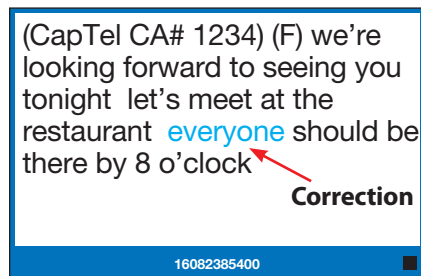 (CapTel CA# 1234) (F) we’re
looking forward to seeing you
tonight  let’s meet at the
restaurant  everyone should be
there by 8 o’clock
Correction
16082385400